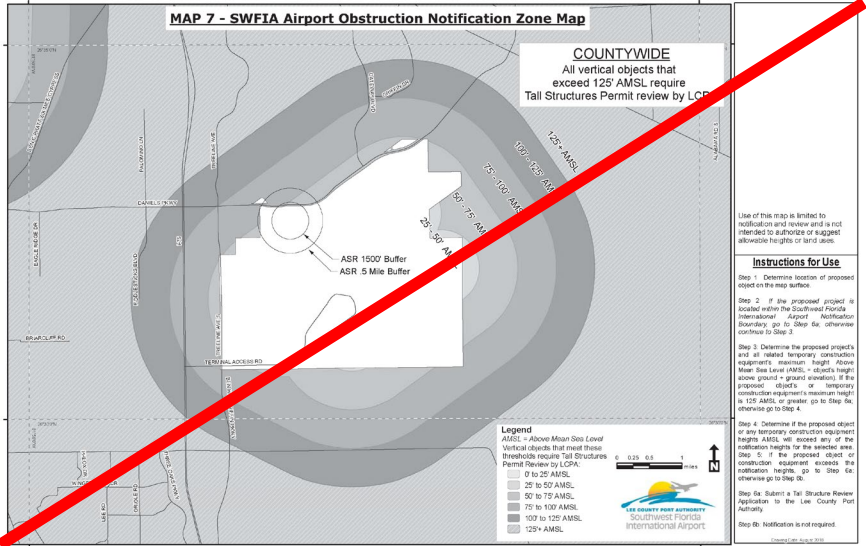 MAP 7 - SWFIA Airport Obstruction Notification Zone Map
COUNTYWIDE
All vertical objects that
exceed 125' AMSL require
Tall Structures Permit review by
125'+ AMSL
100' - 125' AMSL
75' - 100' AMSL
50' - 75'
25' - 50'
DANIELS PKWY
PALOMINO LN
TREELINE AVE
EAGLE RIDGE DR
BRIARCLIFF RD
TERMINAL ACCESS RD
ASR 1500' Buffer
ASR .5 Mile Buffer
Use of this map is limited to
notification and review and is not
intended to authorize or suggest
allowable heights or land uses.
Instructions for Use
Step 1 Determine location of proposed
object on the map surface.
Step 2 If the proposed project is
located within the Southwest Florida
International Airport Notification
Boundary, go to Step 6a; otherwise
continue to Step 3.
Step 3: Determine the proposed project's
and all related temporary construction
equipment's maximum height Above
Mean Sea Level (AMSL = object's height
above ground + ground elevation). If the
proposed object's or temporary
construction equipment's maximum height
is 125' AMSL or greater, go to Step 6a;
otherwise go to Step 4.
Step 4: Determine if the proposed object
or any temporary construction equipment
heights AMSL will exceed any of the
notification heights for the selected area.
Step 5: If the proposed object or
construction equipment exceeds the
notification heights, go to Step 6a;
otherwise go to Step 6b.
Step 6a: Submit a Tall Structure Review
Application to the Lee County Port
Authority.
Step 6b: Notification is not required.
Drawing Date: August 2010
Legend
AMSL = Above Mean Sea Level
Vertical objects that meet these
thresholds require Tall Structures
Permit Review by LCPA:
0' to 25' AMSL
25' to 50' AMSL
50' to 75' AMSL
75' to 100' AMSL
100' to 125' AMSL
125'+ AMSL
0 0.25 0.5 1
miles
N
LEE COUNTY PORT AUTHORITY
Southwest Florida
International Airport